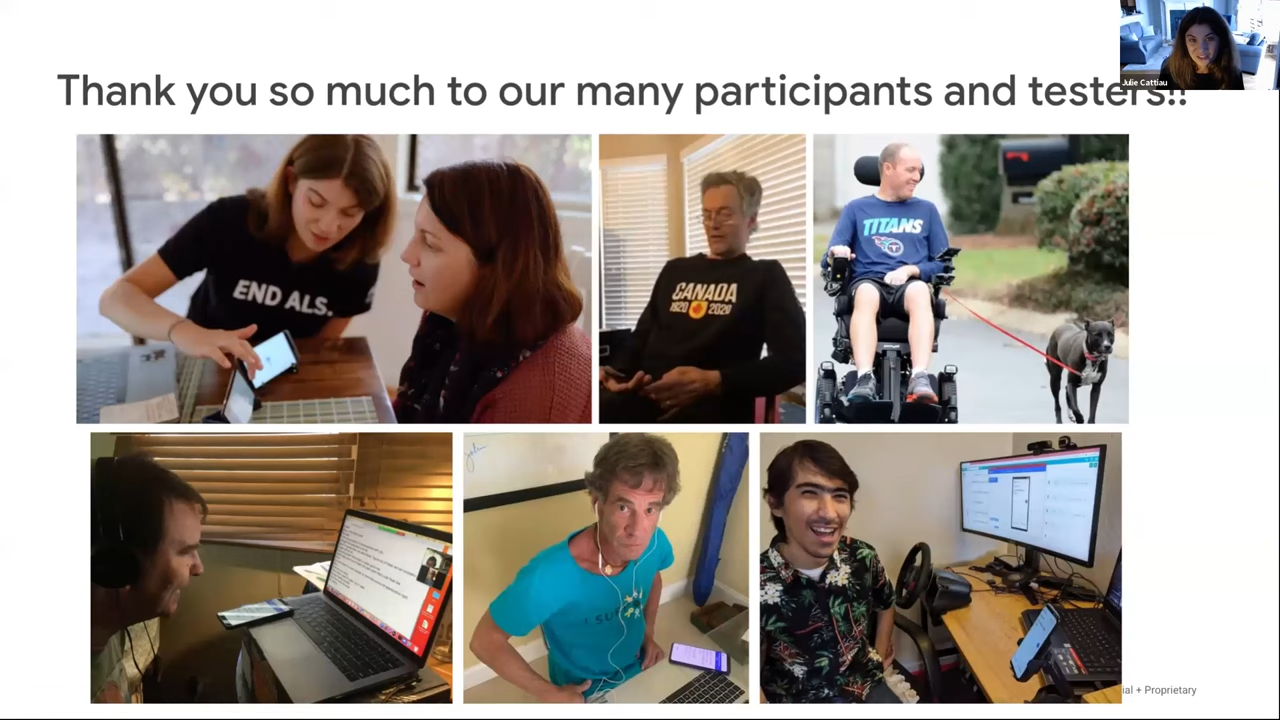 Thank you so much to our many participants and testers!!
Julie Cattiau
END ALS.
CANADA
1920 2020
TITANS
ial + Proprietary